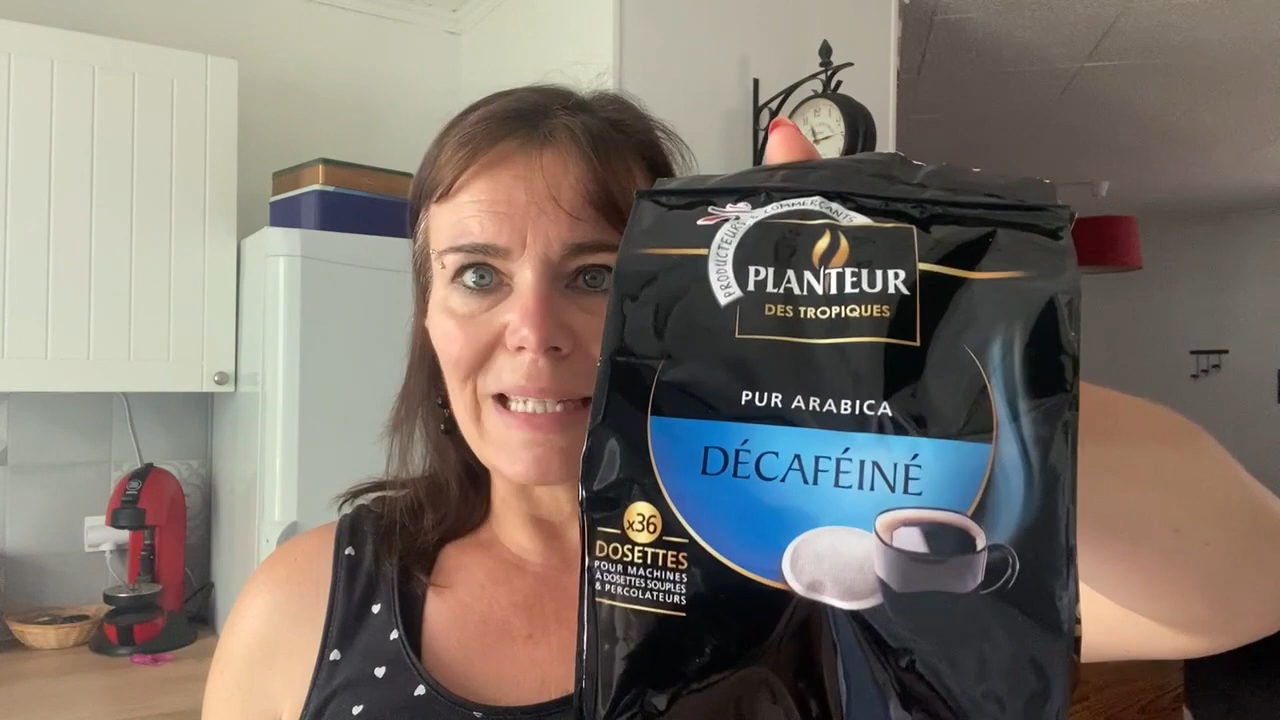 PRODUCTEURS & COMMERÇANTS
PLANTEUR
DES TROPIQUES
PUR ARABICA
DÉCAFÉINÉ
x36
DOSETTES
POUR MACHINES
À DOSETTES SOUPLES
& PERCOLATEURS